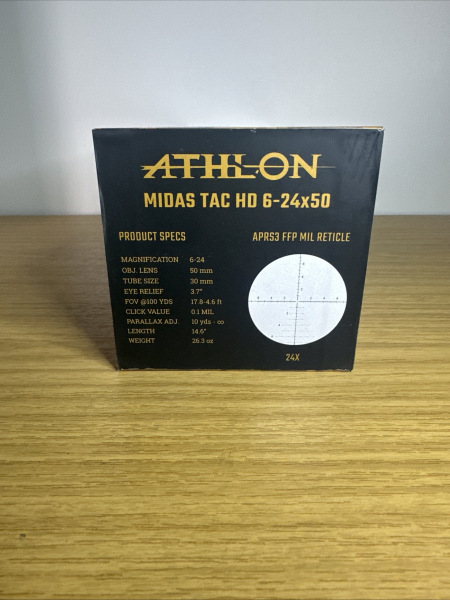 ATHLON
MIDAS TAC HD 6-24x50
PRODUCT SPECS
APRS3 FFP MIL RETICLE
MAGNIFICATION 6-24
OBJ. LENS 50 mm
TUBE SIZE 30 mm
EYE RELIEF 3.7"
FOV @100 YDS 17.8-4.6 ft
CLICK VALUE 0.1 MIL
PARALLAX ADJ. 10 yds - ∞
LENGTH 14.6"
WEIGHT 26.3 oz
24X